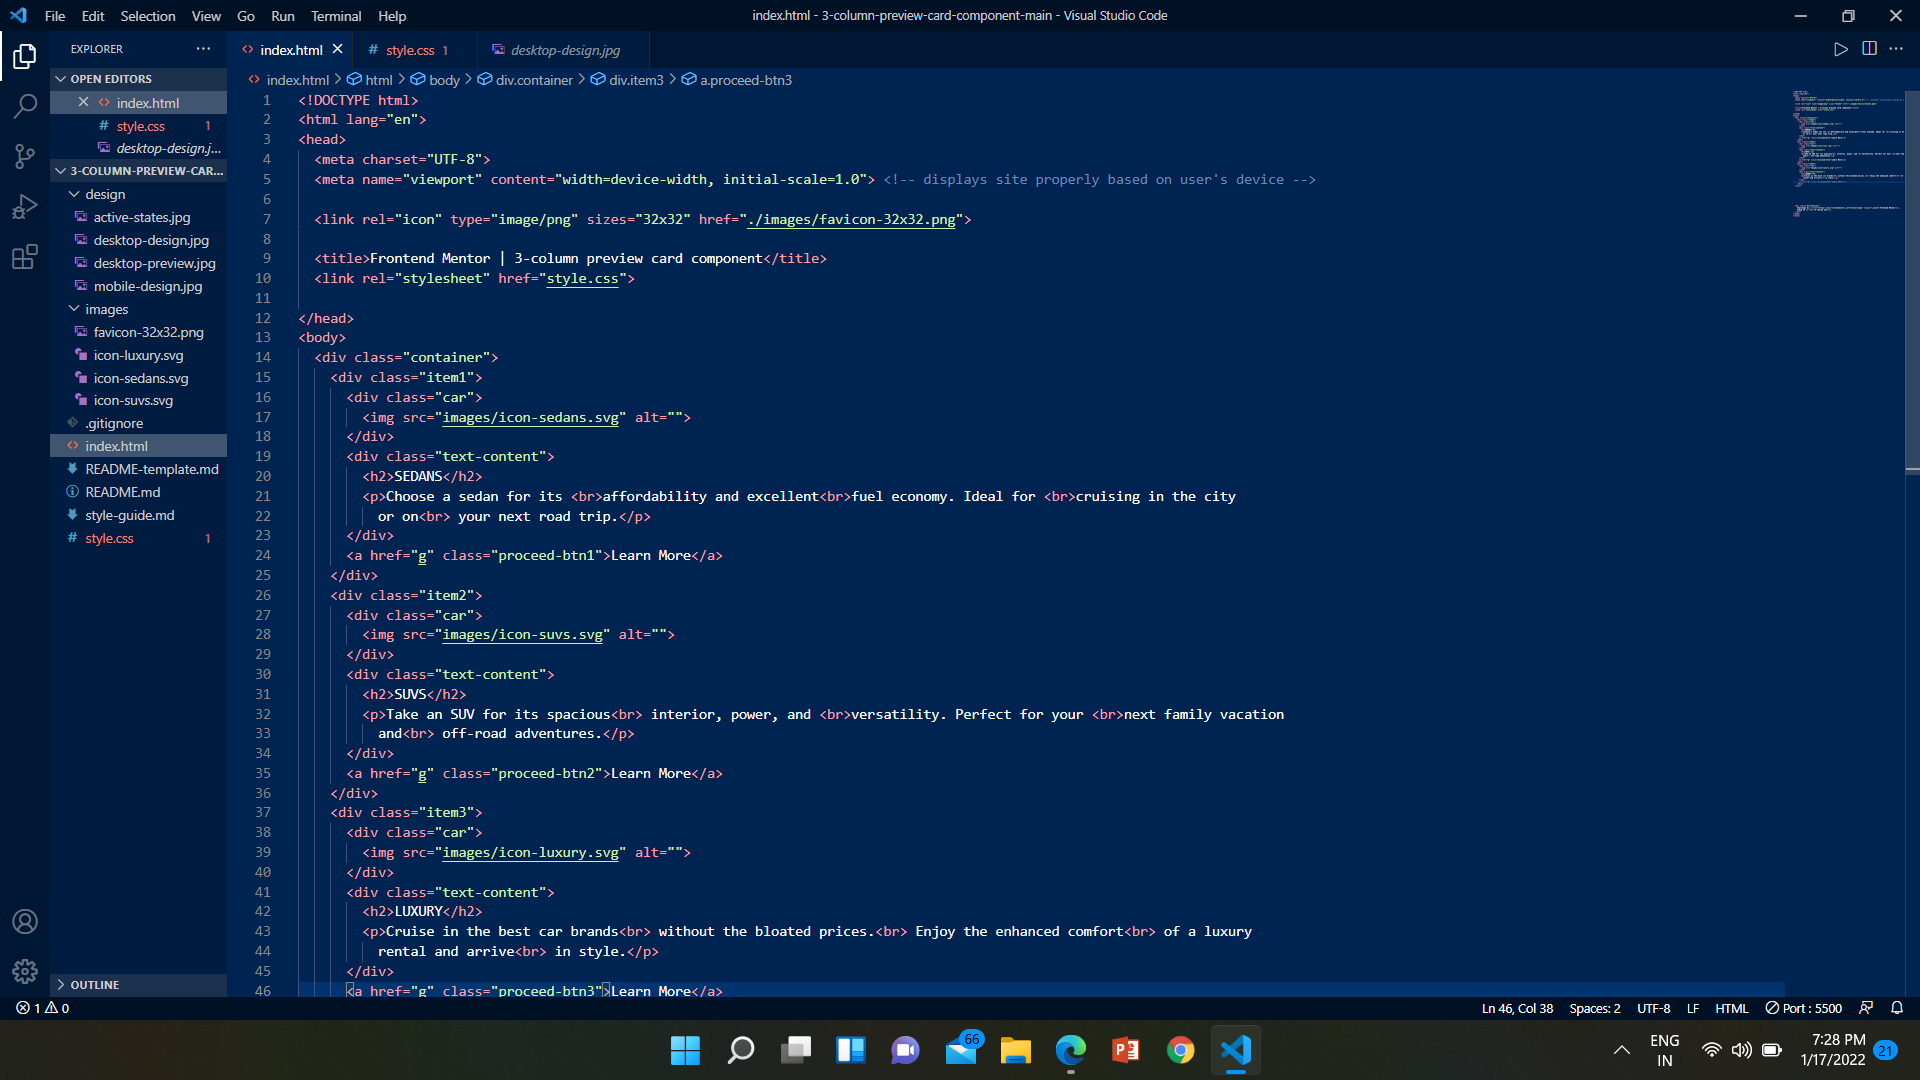 File Edit Selection View Go Run Terminal Help
index.html - 3-column-preview-card-component-main - Visual Studio Code
EXPLORER
OPEN EDITORS
index.html
style.css 1
desktop-design.j...
3-COLUMN-PREVIEW-CAR...
design
active-states.jpg
desktop-design.jpg
desktop-preview.jpg
mobile-design.jpg
images
favicon-32x32.png
icon-luxury.svg
icon-sedans.svg
icon-suvs.svg
.gitignore
index.html
README-template.md
README.md
style-guide.md
style.css 1
OUTLINE
index.html style.css 1 desktop-design.jpg
index.html > html > body > div.container > div.item3 > a.proceed-btn3
1 <!DOCTYPE html>
2 <html lang="en">
3 <head>
4 <meta charset="UTF-8">
5 <meta name="viewport" content="width=device-width, initial-scale=1.0"> <!-- displays site properly based on user's device -->
6
7 <link rel="icon" type="image/png" sizes="32x32" href="./images/favicon-32x32.png">
8
9 <title>Frontend Mentor | 3-column preview card component</title>
10 <link rel="stylesheet" href="style.css">
11
12 </head>
13 <body>
14 <div class="container">
15 <div class="item1">
16 <div class="car">
17 <img src="images/icon-sedans.svg" alt="">
18 </div>
19 <div class="text-content">
20 <h2>SEDANS</h2>
21 <p>Choose a sedan for its <br>affordability and excellent<br>fuel economy. Ideal for <br>cruising in the city
22 or on<br> your next road trip.</p>
23 </div>
24 <a href="g" class="proceed-btn1">Learn More</a>
25 </div>
26 <div class="item2">
27 <div class="car">
28 <img src="images/icon-suvs.svg" alt="">
29 </div>
30 <div class="text-content">
31 <h2>SUVS</h2>
32 <p>Take an SUV for its spacious<br> interior, power, and <br>versatility. Perfect for your <br>next family vacation
33 and<br> off-road adventures.</p>
34 </div>
35 <a href="g" class="proceed-btn2">Learn More</a>
36 </div>
37 <div class="item3">
38 <div class="car">
39 <img src="images/icon-luxury.svg" alt="">
40 </div>
41 <div class="text-content">
42 <h2>LUXURY</h2>
43 <p>Cruise in the best car brands<br> without the bloated prices.<br> Enjoy the enhanced comfort<br> of a luxury
44 rental and arrive<br> in style.</p>
45 </div>
46 <a href="g" class="proceed-btn3">Learn More</a>
1 0
Ln 46, Col 38 Spaces: 2 UTF-8 LF HTML Port : 5500
66
ENG
IN
7:28 PM
1/17/2022
21